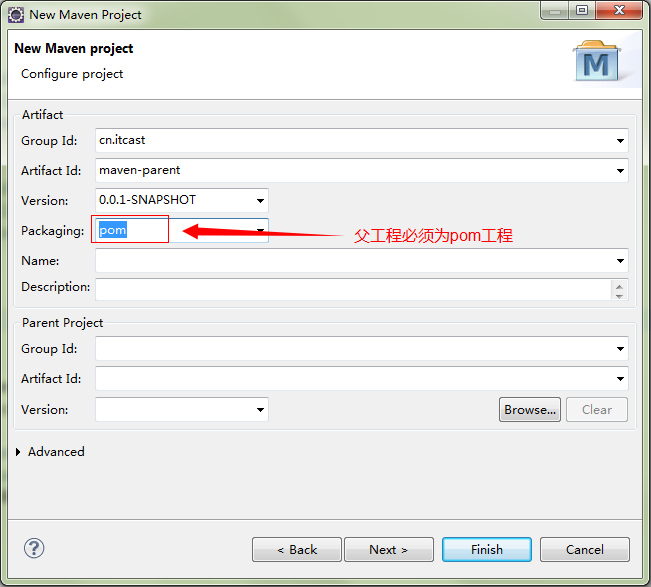 New Maven Project
New Maven project
Configure project
M
Artifact
Group Id: cn.itcast
Artifact Id: maven-parent
Version: 0.0.1-SNAPSHOT
Packaging: pom 父工程必须为pom工程
Name:
Description:
Parent Project
Group Id:
Artifact Id:
Version: Browse... Clear
Advanced
? < Back Next > Finish Cancel